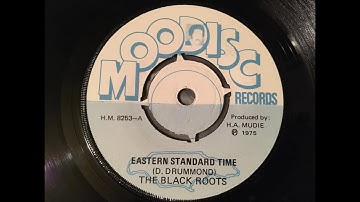 MOODISC
RECORDS
H.M. 8253-A
Produced by:
H.A. MUDIE
℗ 1975
EASTERN STANDARD TIME
(D. DRUMMOND)
THE BLACK ROOTS